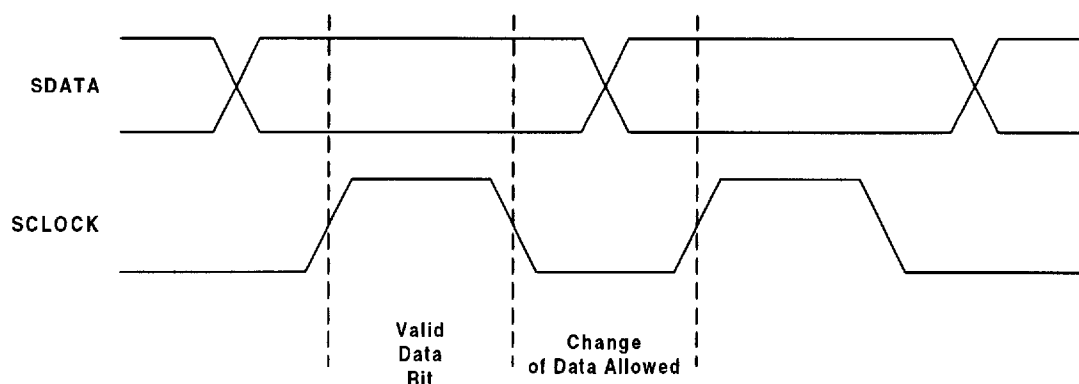 SDATA
SCLOCK
Valid
Data
Bit
Change
of Data Allowed